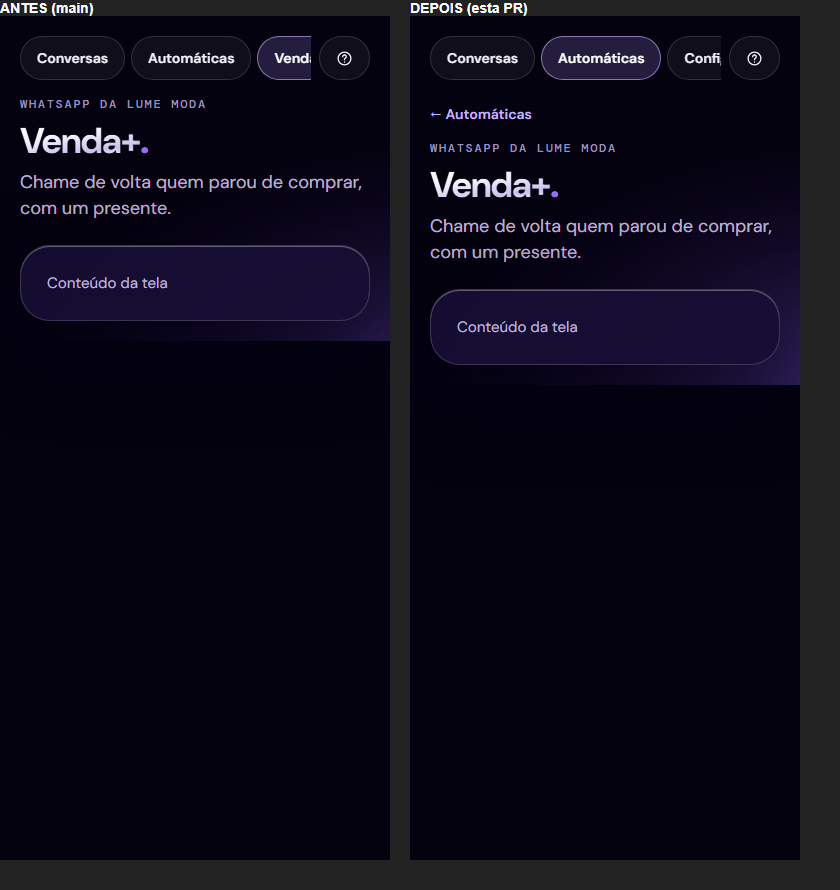 ANTES (main)
Conversas Automáticas
WHATSAPP DA LUME MODA
Venda+.
Chame de volta quem parou de comprar,
com um presente.
Conteúdo da tela
DEPOIS (esta PR)
Conversas Automáticas
← Automáticas
WHATSAPP DA LUME MODA
Venda+.
Chame de volta quem parou de comprar,
com um presente.
Conteúdo da tela